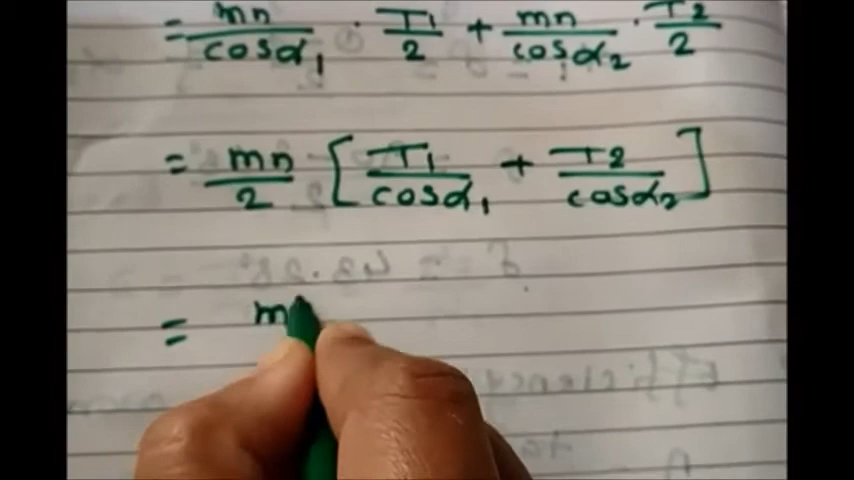 = mn/cosα₁ · T₁/2 + mn/cosα₂ · T₂/2
= mn/2 [T₁/cosα₁ + T₂/cosα₂]
= m